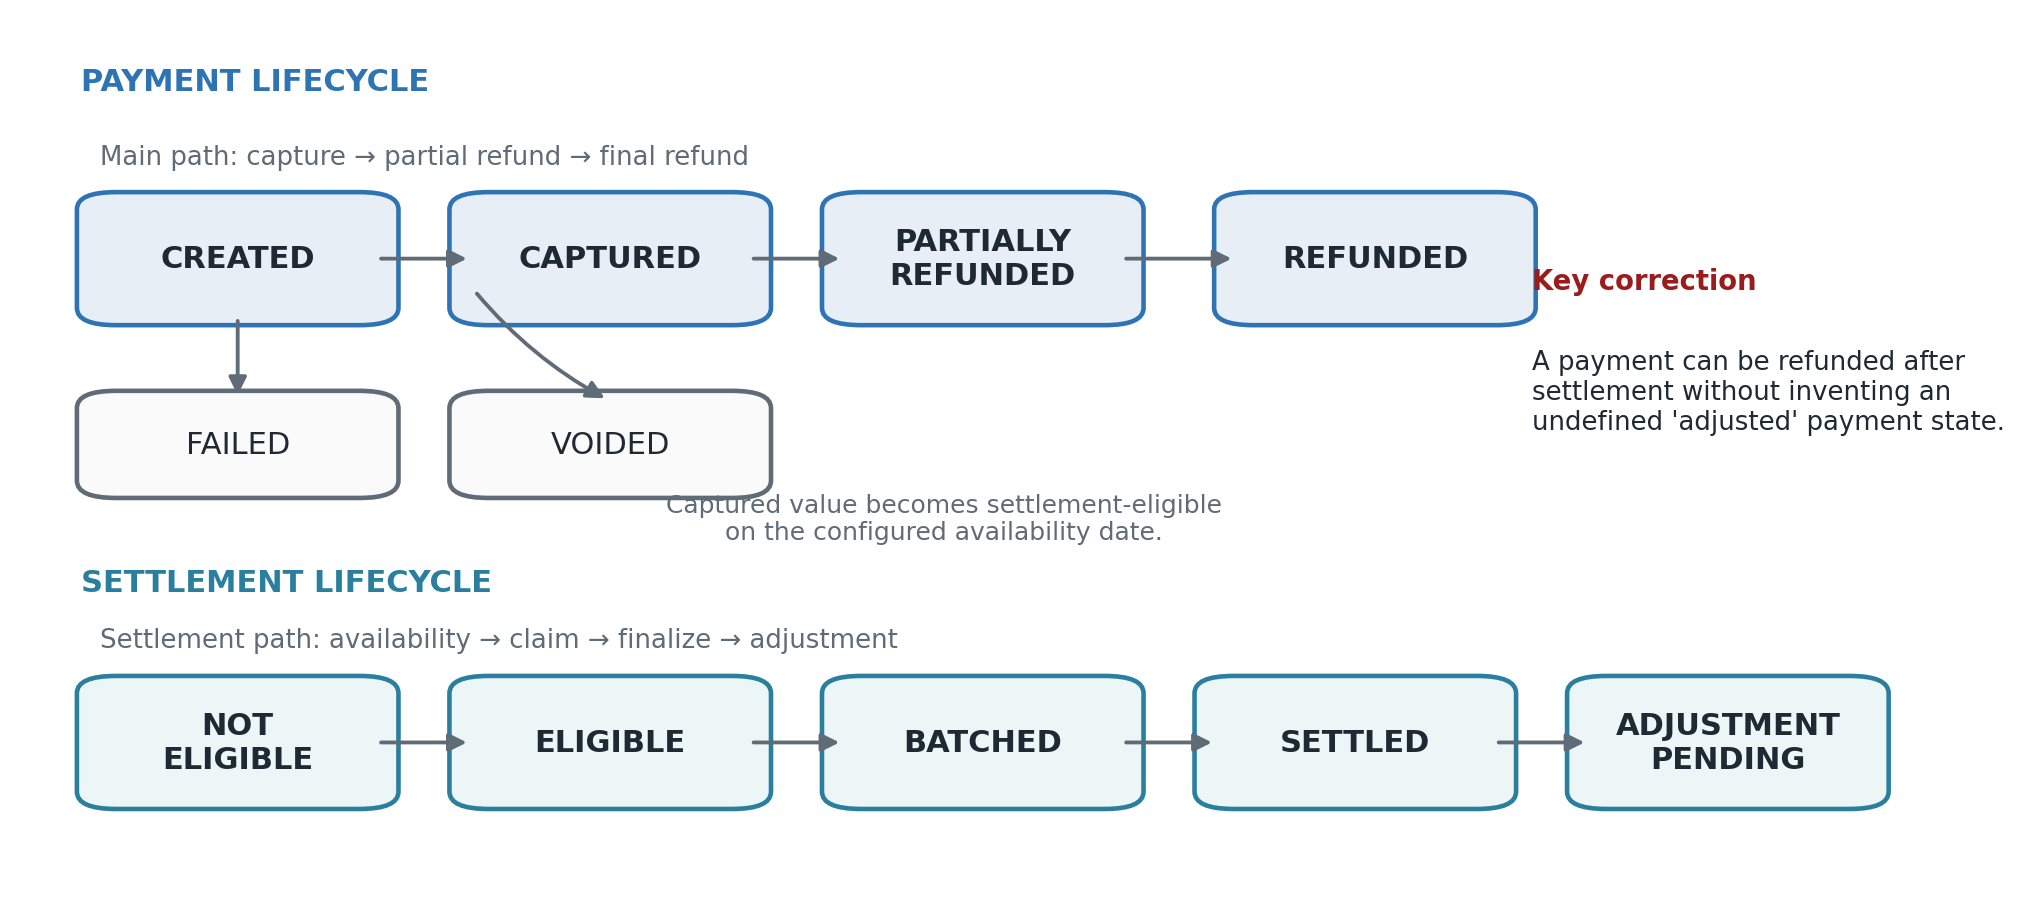 PAYMENT LIFECYCLE
Main path: capture → partial refund → final refund
CREATED
CAPTURED
PARTIALLY
REFUNDED
REFUNDED
Key correction
A payment can be refunded after
settlement without inventing an
undefined 'adjusted' payment state.
FAILED
VOIDED
Captured value becomes settlement-eligible
on the configured availability date.
SETTLEMENT LIFECYCLE
Settlement path: availability → claim → finalize → adjustment
NOT
ELIGIBLE
ELIGIBLE
BATCHED
SETTLED
ADJUSTMENT
PENDING